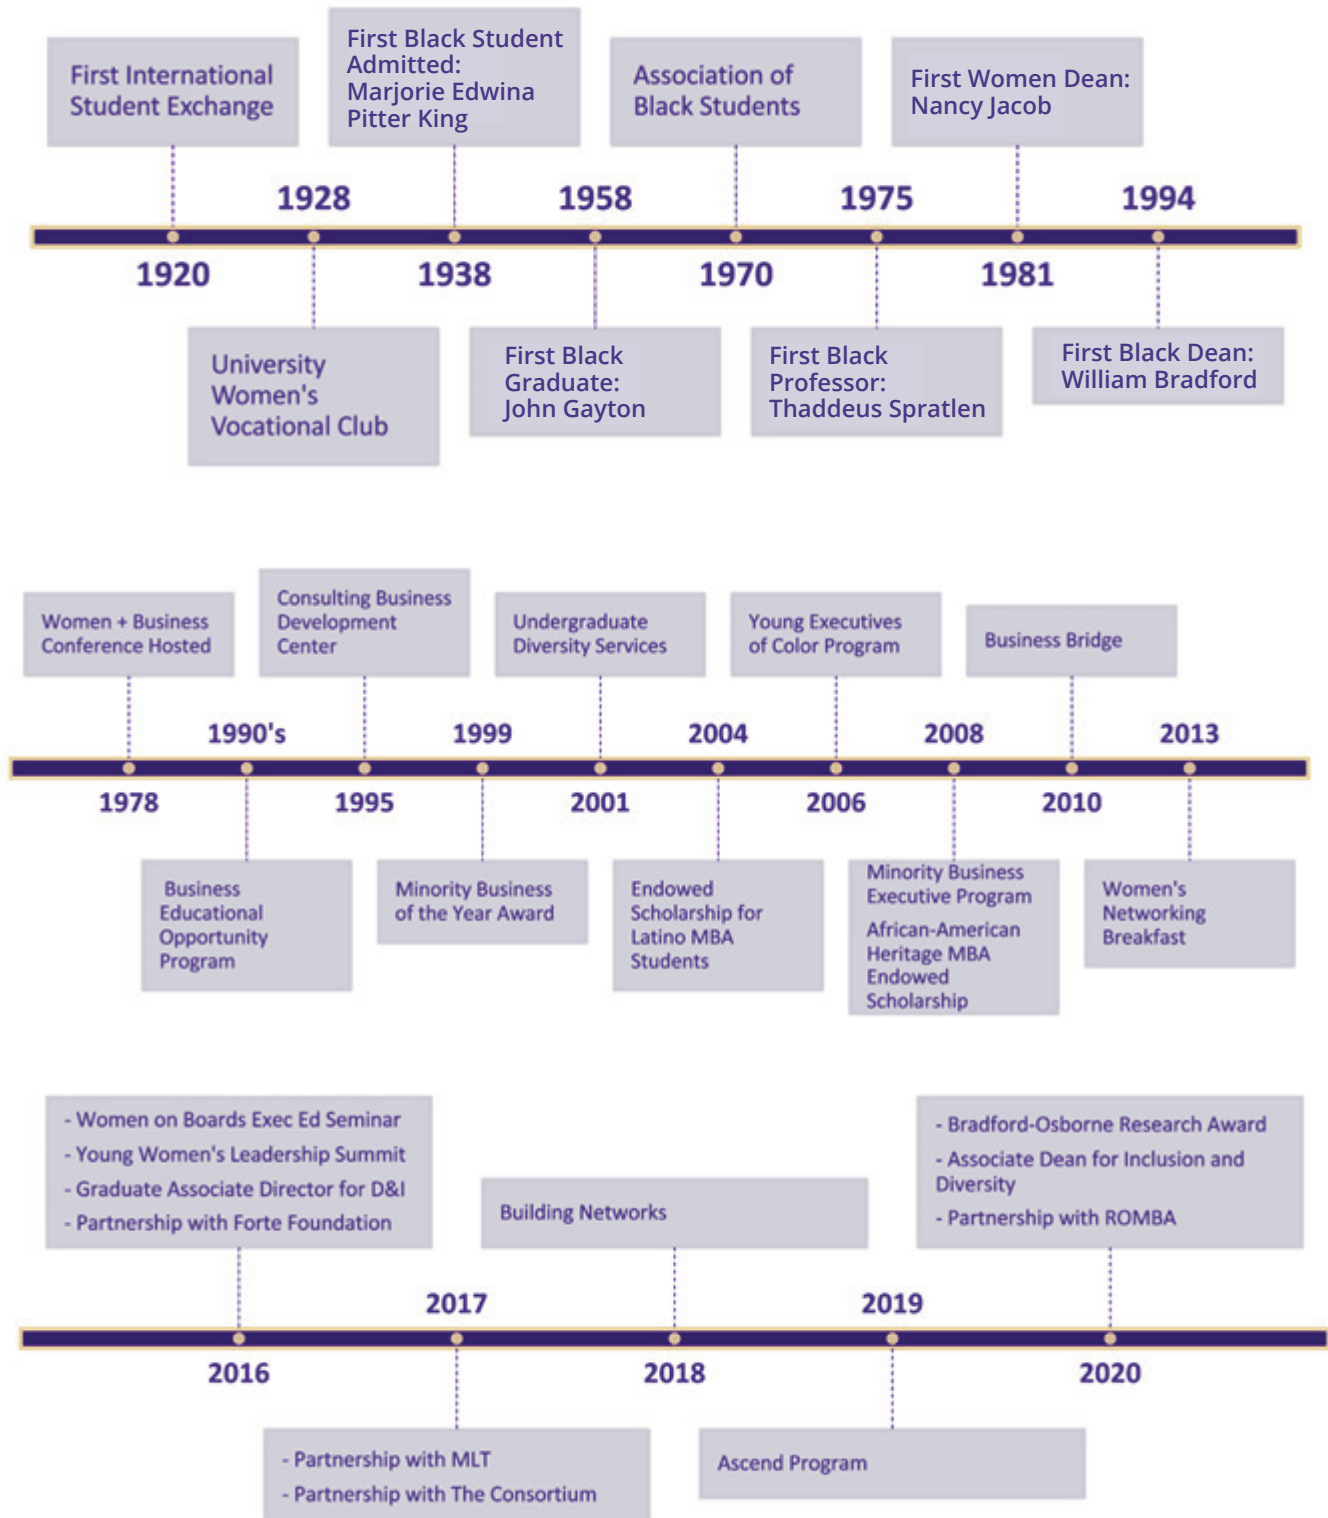 First International
Student Exchange
First Black Student
Admitted:
Marjorie Edwina
Pitter King
Association of
Black Students
First Women Dean:
Nancy Jacob
1928
1958
1975
1994
1920
1938
1970
1981
University
Women's
Vocational Club
First Black
Graduate:
John Gayton
First Black
Professor:
Thaddeus Spratlen
First Black Dean:
William Bradford
Women + Business
Conference Hosted
Consulting Business
Development
Center
Undergraduate
Diversity Services
Young Executives
of Color Program
Business Bridge
1990's
1999
2004
2008
2013
1978
1995
2001
2006
2010
Business
Educational
Opportunity
Program
Minority Business
of the Year Award
Endowed
Scholarship for
Latino MBA
Students
Minority Business
Executive Program
African-American
Heritage MBA
Endowed
Scholarship
Women's
Networking
Breakfast
- Women on Boards Exec Ed Seminar
- Young Women's Leadership Summit
- Graduate Associate Director for D&I
- Partnership with Forte Foundation
Building Networks
- Bradford-Osborne Research Award
- Associate Dean for Inclusion and
Diversity
- Partnership with ROMBA
2017
2019
2016
2018
2020
- Partnership with MLT
- Partnership with The Consortium
Ascend Program